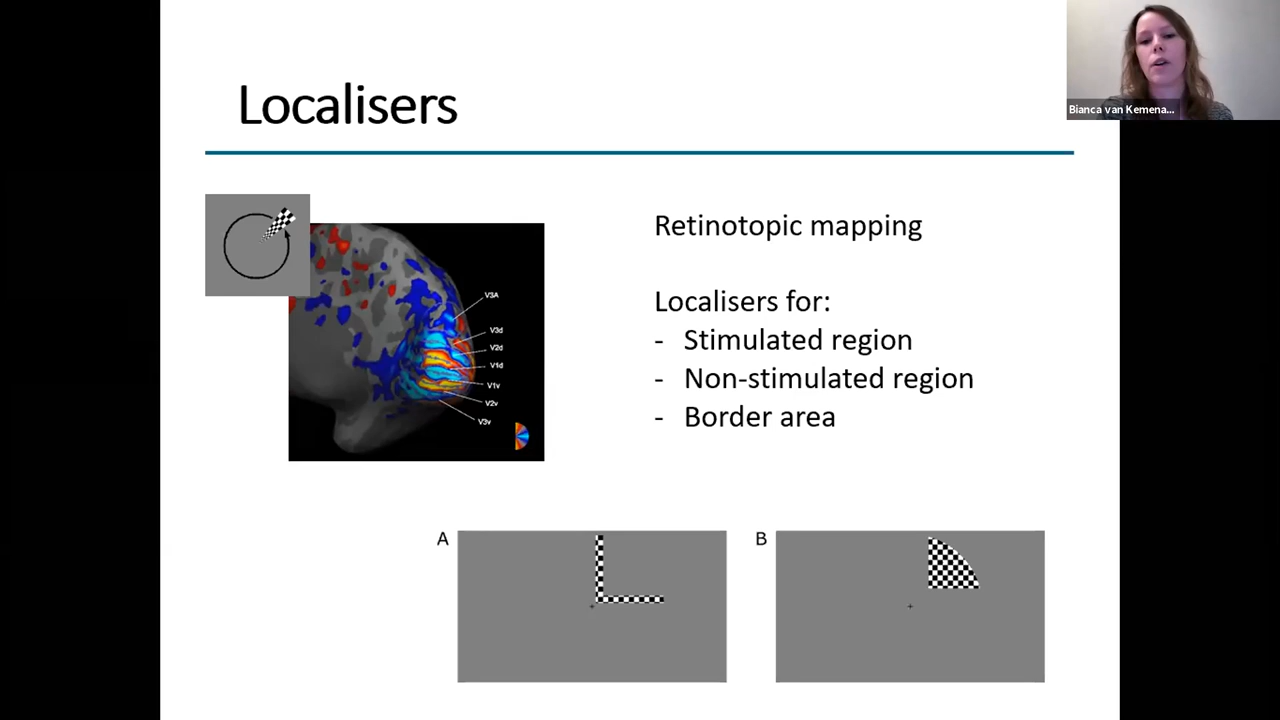 Localisers
Bianca van Kemena...
Retinotopic mapping
Localisers for:
- Stimulated region
- Non-stimulated region
- Border area
V3A
V3d
V2d
V1d
V1v
V2v
V3v
A
B